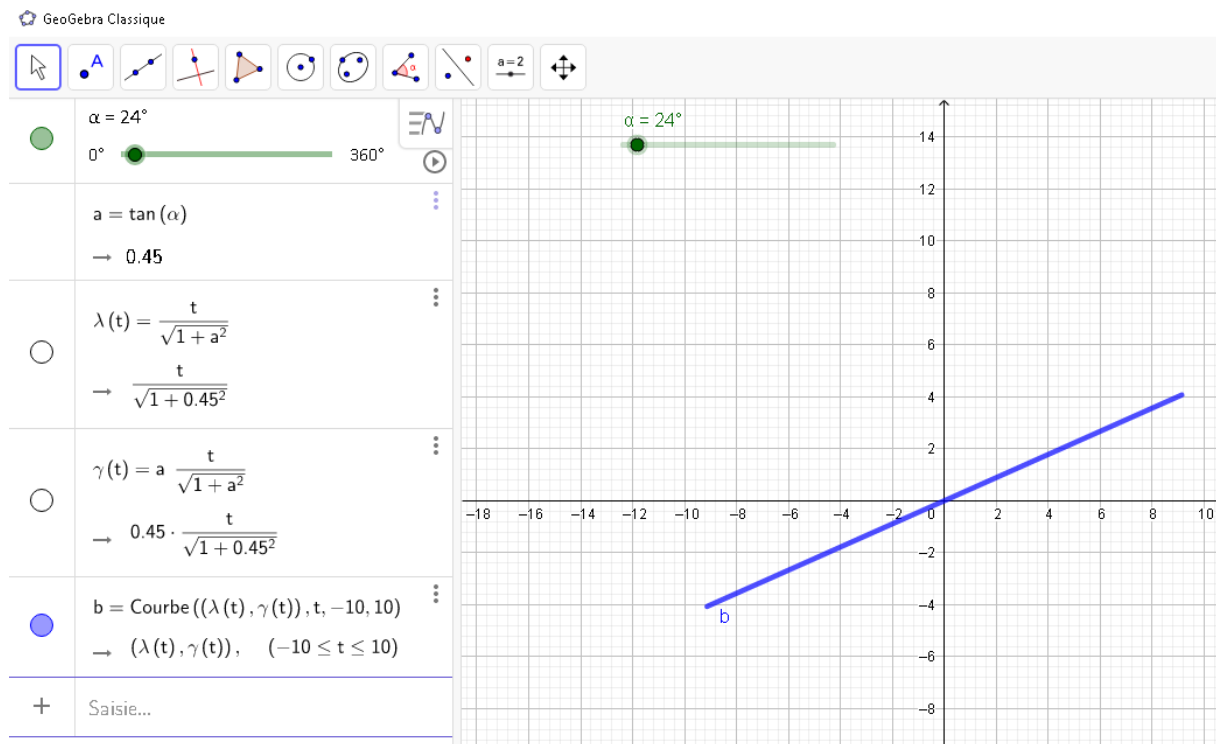 GeoGebra Classique
A
α
a=2
α = 24°
0° 360°
a = tan (α)
→ 0.45
λ(t) = t / √(1 + a²)
→ t / √(1 + 0.45²)
γ(t) = a t / √(1 + a²)
→ 0.45 · t / √(1 + 0.45²)
b = Courbe((λ(t), γ(t)), t, −10, 10)
→ (λ(t), γ(t)), (−10 ≤ t ≤ 10)
+ Saisie...
α = 24°
14
12
10
8
6
4
2
−18 −16 −14 −12 −10 −8 −6 −4 −2 0 2 4 6 8 10
−2
−4
b
−6
−8